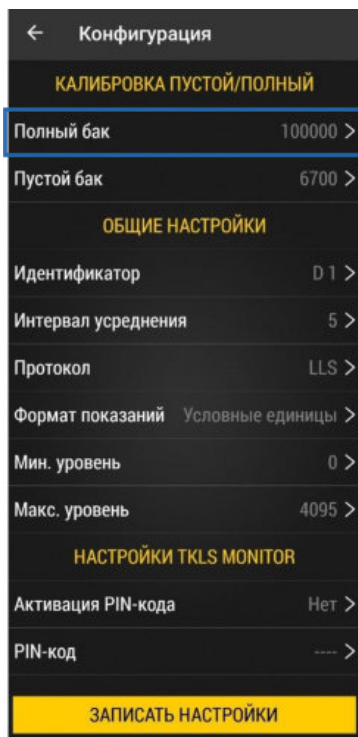 ← Конфигурация
КАЛИБРОВКА ПУСТОЙ/ПОЛНЫЙ
Полный бак 100000 >
Пустой бак 6700 >
ОБЩИЕ НАСТРОЙКИ
Идентификатор D 1 >
Интервал усреднения 5 >
Протокол LLS >
Формат показаний Условные единицы >
Мин. уровень 0 >
Макс. уровень 4095 >
НАСТРОЙКИ TKLS MONITOR
Активация PIN-кода Нет >
PIN-код ---- >
ЗАПИСАТЬ НАСТРОЙКИ